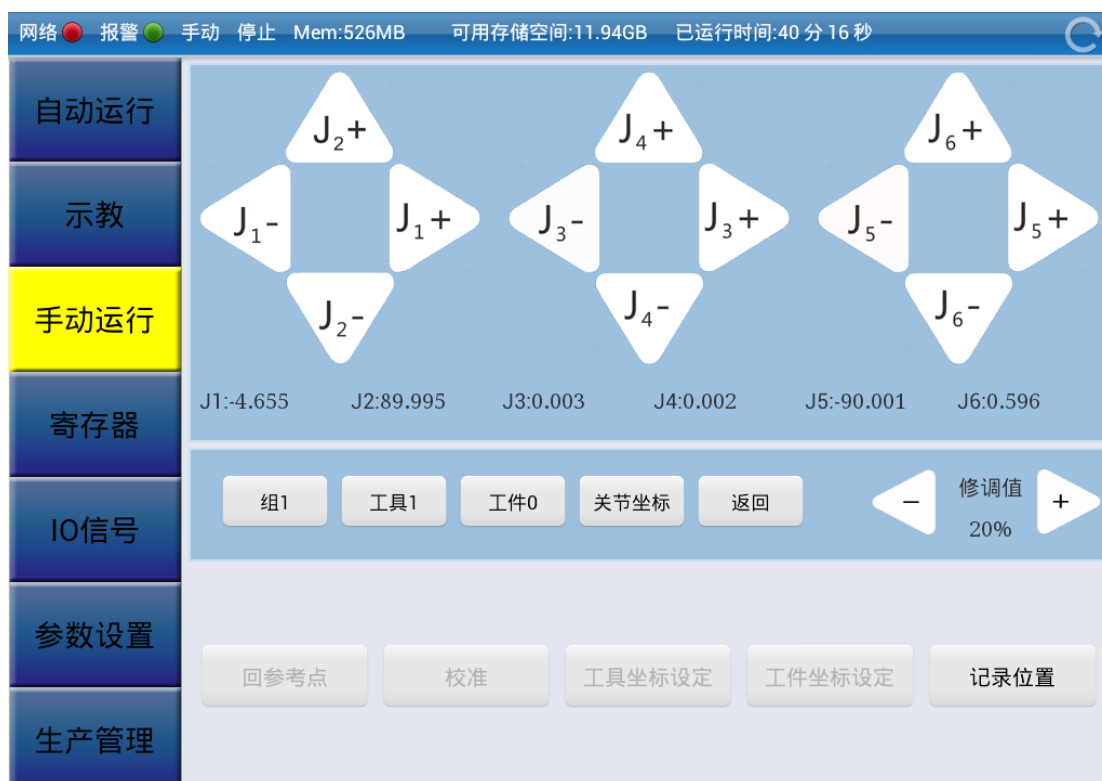 网络 报警 手动 停止 Mem:526MB 可用存储空间:11.94GB 已运行时间:40 分 16 秒
自动运行
示教
手动运行
寄存器
IO信号
参数设置
生产管理
J2+ J4+ J6+
J1- J1+ J3- J3+ J5- J5+
J2- J4- J6-
J1:-4.655 J2:89.995 J3:0.003 J4:0.002 J5:-90.001 J6:0.596
组1 工具1 工件0 关节坐标 返回 - 修调值 +
20%
回参考点 校准 工具坐标设定 工件坐标设定 记录位置